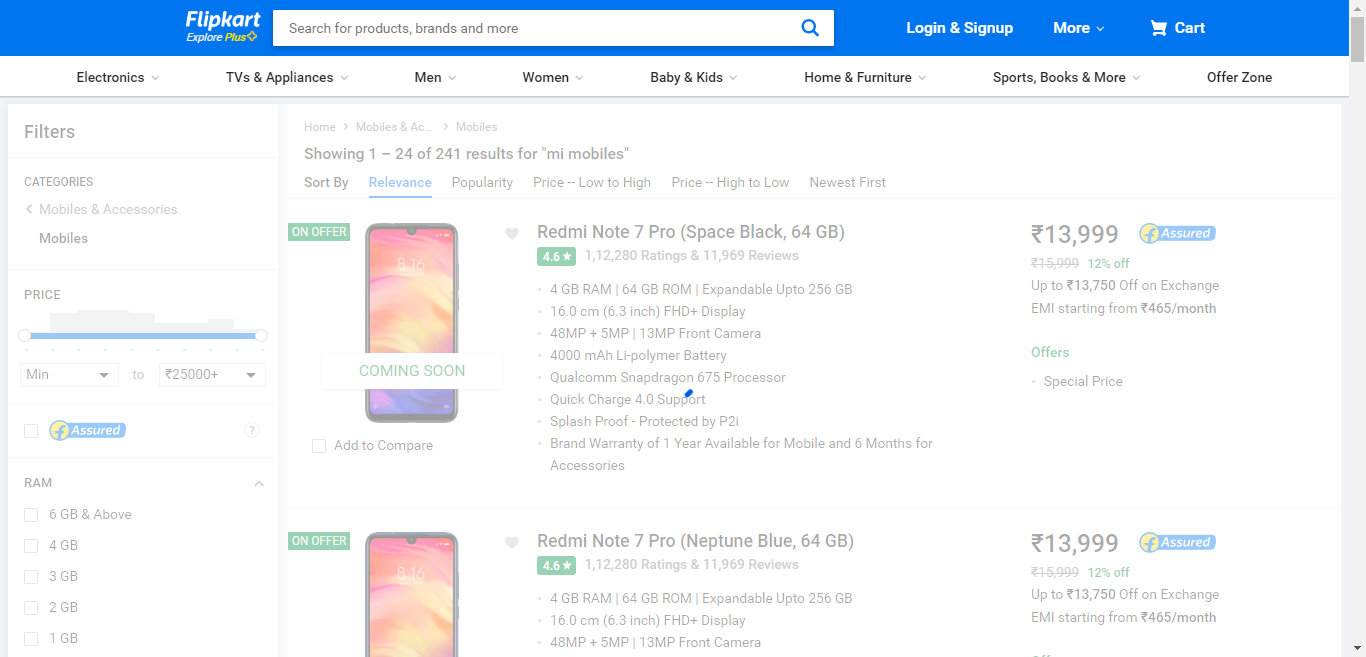 Flipkart
Explore Plus
Search for products, brands and more
Login & Signup
More
Cart
Electronics
TVs & Appliances
Men
Women
Baby & Kids
Home & Furniture
Sports, Books & More
Offer Zone
Filters
CATEGORIES
Mobiles & Accessories
Mobiles
PRICE
Min
to
₹25000+
Assured
?
RAM
6 GB & Above
4 GB
3 GB
2 GB
1 GB
Home
Mobiles & Ac...
Mobiles
Showing 1 – 24 of 241 results for "mi mobiles"
Sort By
Relevance
Popularity
Price -- Low to High
Price -- High to Low
Newest First
ON OFFER
8:16
COMING SOON
Add to Compare
Redmi Note 7 Pro (Space Black, 64 GB)
4.6 ★ 1,12,280 Ratings & 11,969 Reviews
4 GB RAM | 64 GB ROM | Expandable Upto 256 GB
16.0 cm (6.3 inch) FHD+ Display
48MP + 5MP | 13MP Front Camera
4000 mAh Li-polymer Battery
Qualcomm Snapdragon 675 Processor
Quick Charge 4.0 Support
Splash Proof - Protected by P2i
Brand Warranty of 1 Year Available for Mobile and 6 Months for
Accessories
₹13,999
Assured
₹15,999 12% off
Up to ₹13,750 Off on Exchange
EMI starting from ₹465/month
Offers
Special Price
ON OFFER
8:16
Redmi Note 7 Pro (Neptune Blue, 64 GB)
4.6 ★ 1,12,280 Ratings & 11,969 Reviews
4 GB RAM | 64 GB ROM | Expandable Upto 256 GB
16.0 cm (6.3 inch) FHD+ Display
48MP + 5MP | 13MP Front Camera
₹13,999
Assured
₹15,999 12% off
Up to ₹13,750 Off on Exchange
EMI starting from ₹465/month